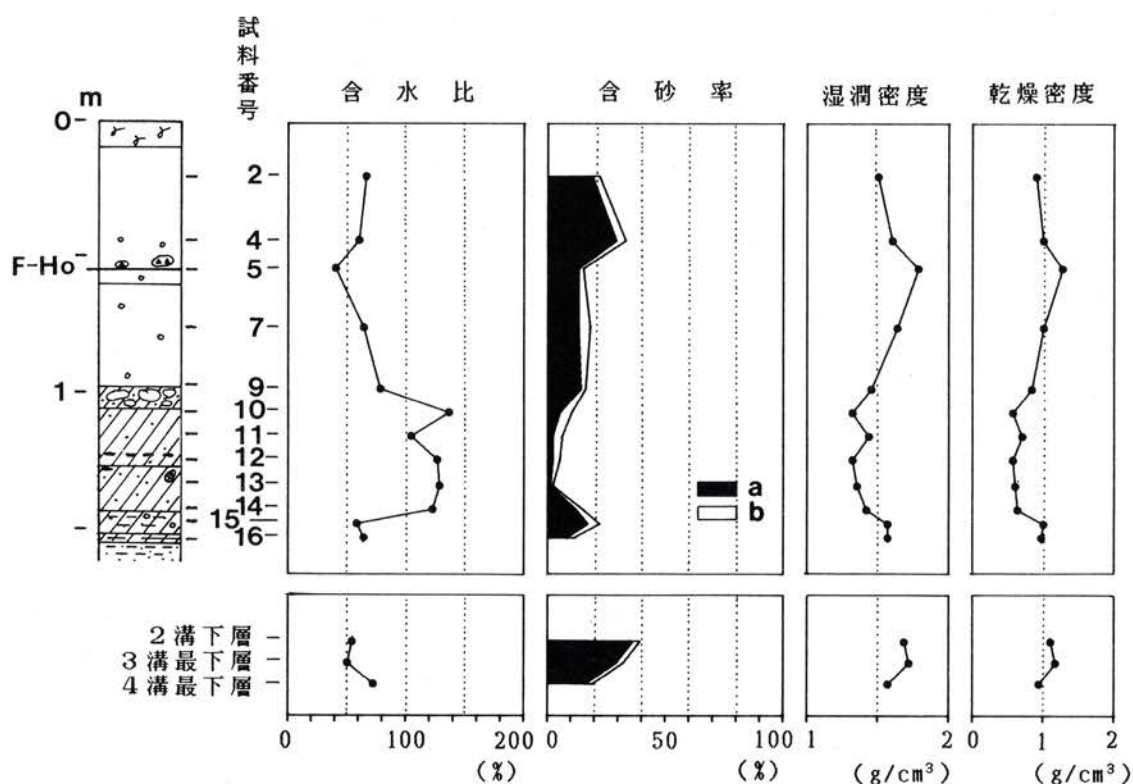 試料番号
m
含水比
含砂率
湿潤密度
乾燥密度
0
2
4
F-Ho
5
7
1
9
10
11
12
13
14
15
16
a
b
2溝下層
3溝最下層
4溝最下層
0 100 200
(%)
0 50 100
(%)
1 2
(g/cm³)
0 1 2
(g/cm³)